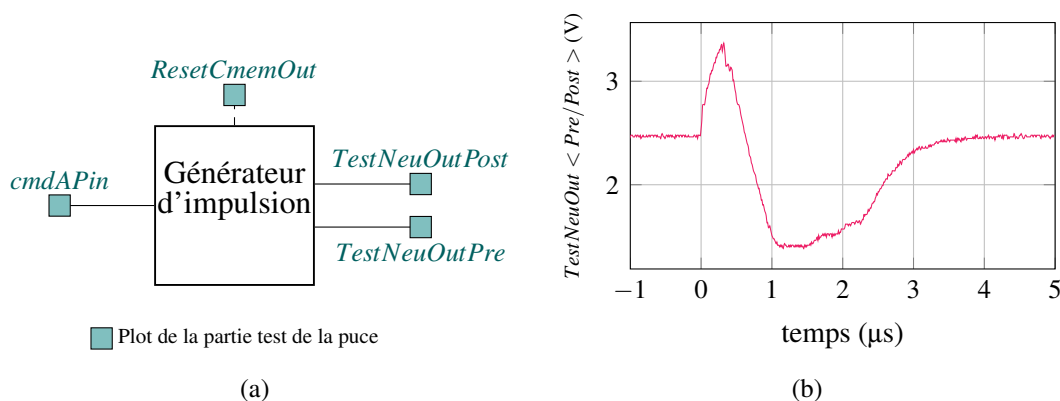 ResetCmemOut
cmdAPin
Générateur
d'impulsion
TestNeuOutPost
TestNeuOutPre
Plot de la partie test de la puce
(a)
TestNeuOut < Pre/Post > (V)
3
2
−1 0 1 2 3 4 5
temps (µs)
(b)